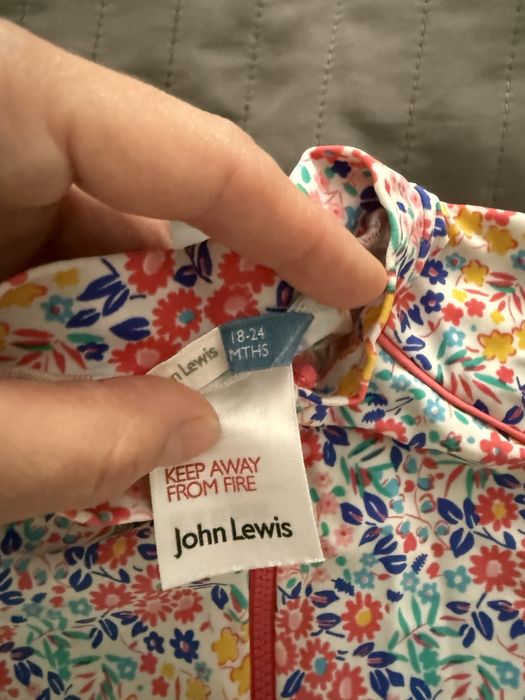 n Lewis
18-24
MTHS
KEEP AWAY
FROM FIRE
John Lewis